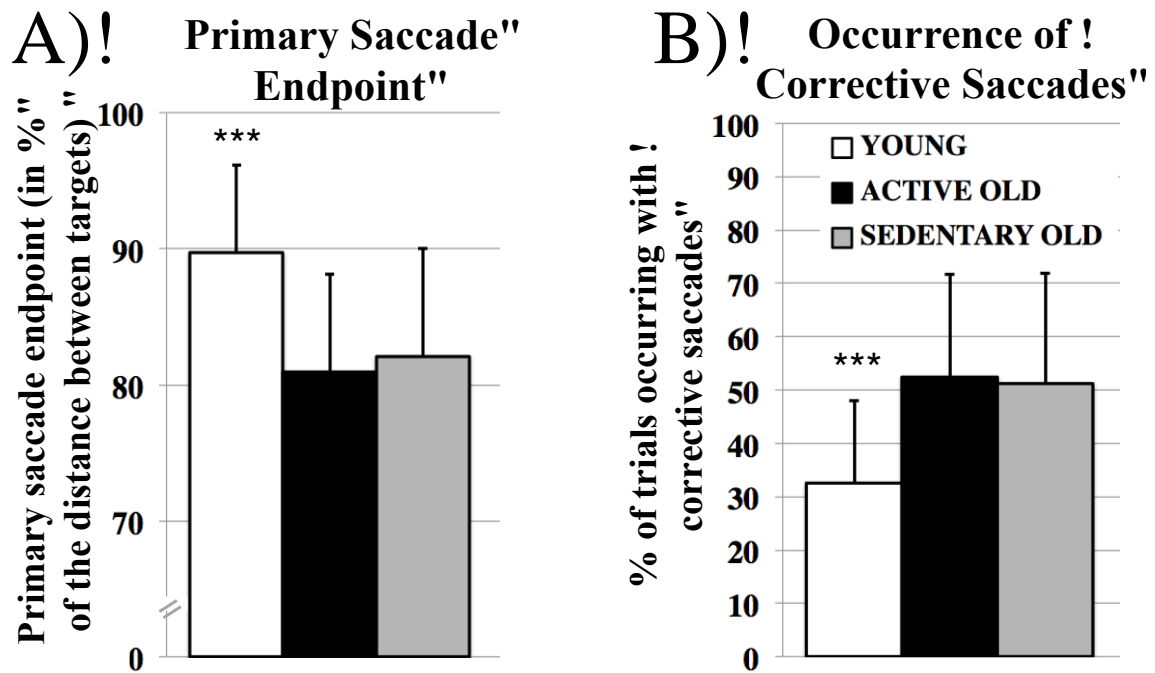 A)!
Primary Saccade"
Endpoint"
Primary saccade endpoint (in %"
of the distance between targets) "
100
90
80
70
0
***
B)!
Occurrence of !
Corrective Saccades"
% of trials occurring with !
corrective saccades"
100
90
80
70
60
50
40
30
20
10
0
YOUNG
ACTIVE OLD
SEDENTARY OLD
***